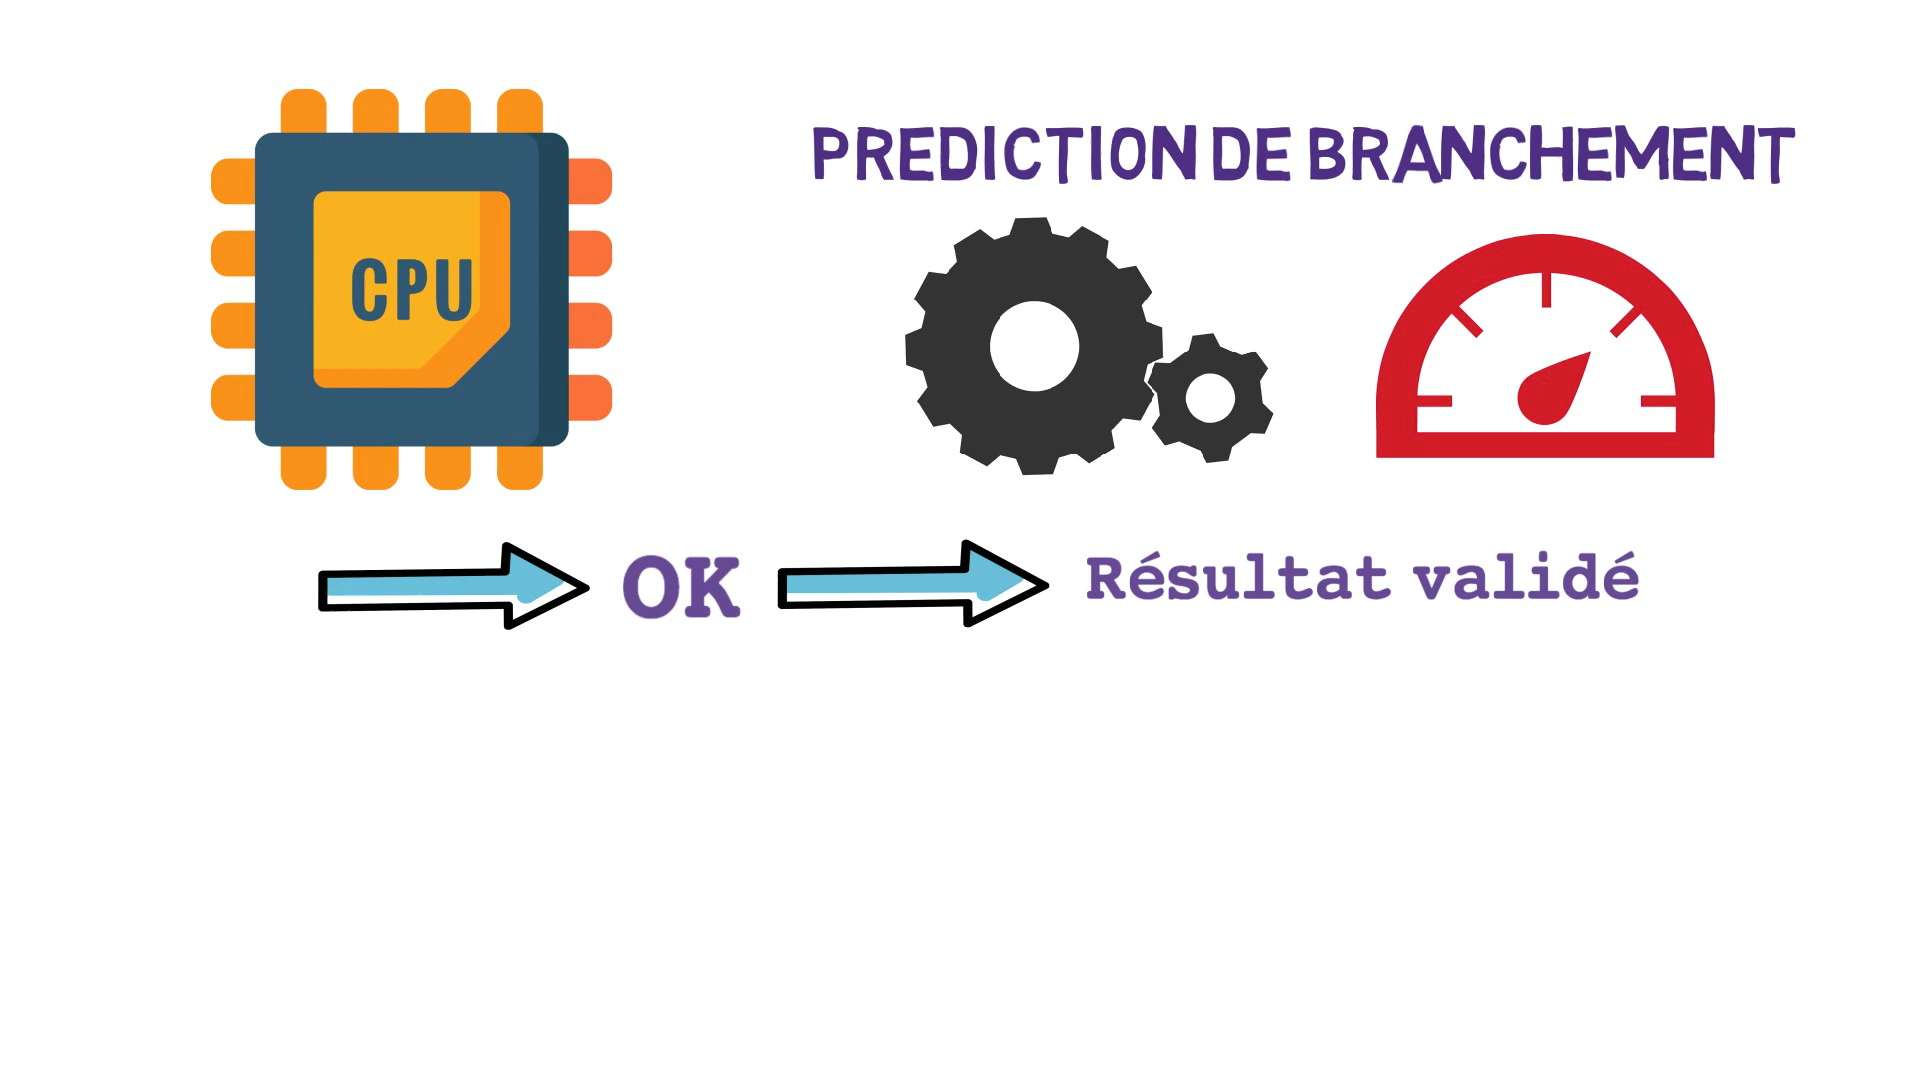 CPU
PREDICTION DE BRANCHEMENT
OK
Résultat validé